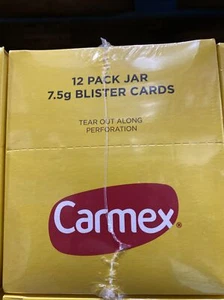 12 PACK JAR
7.5g BLISTER CARDS
TEAR OUT ALONG
PERFORATION
Carmex®